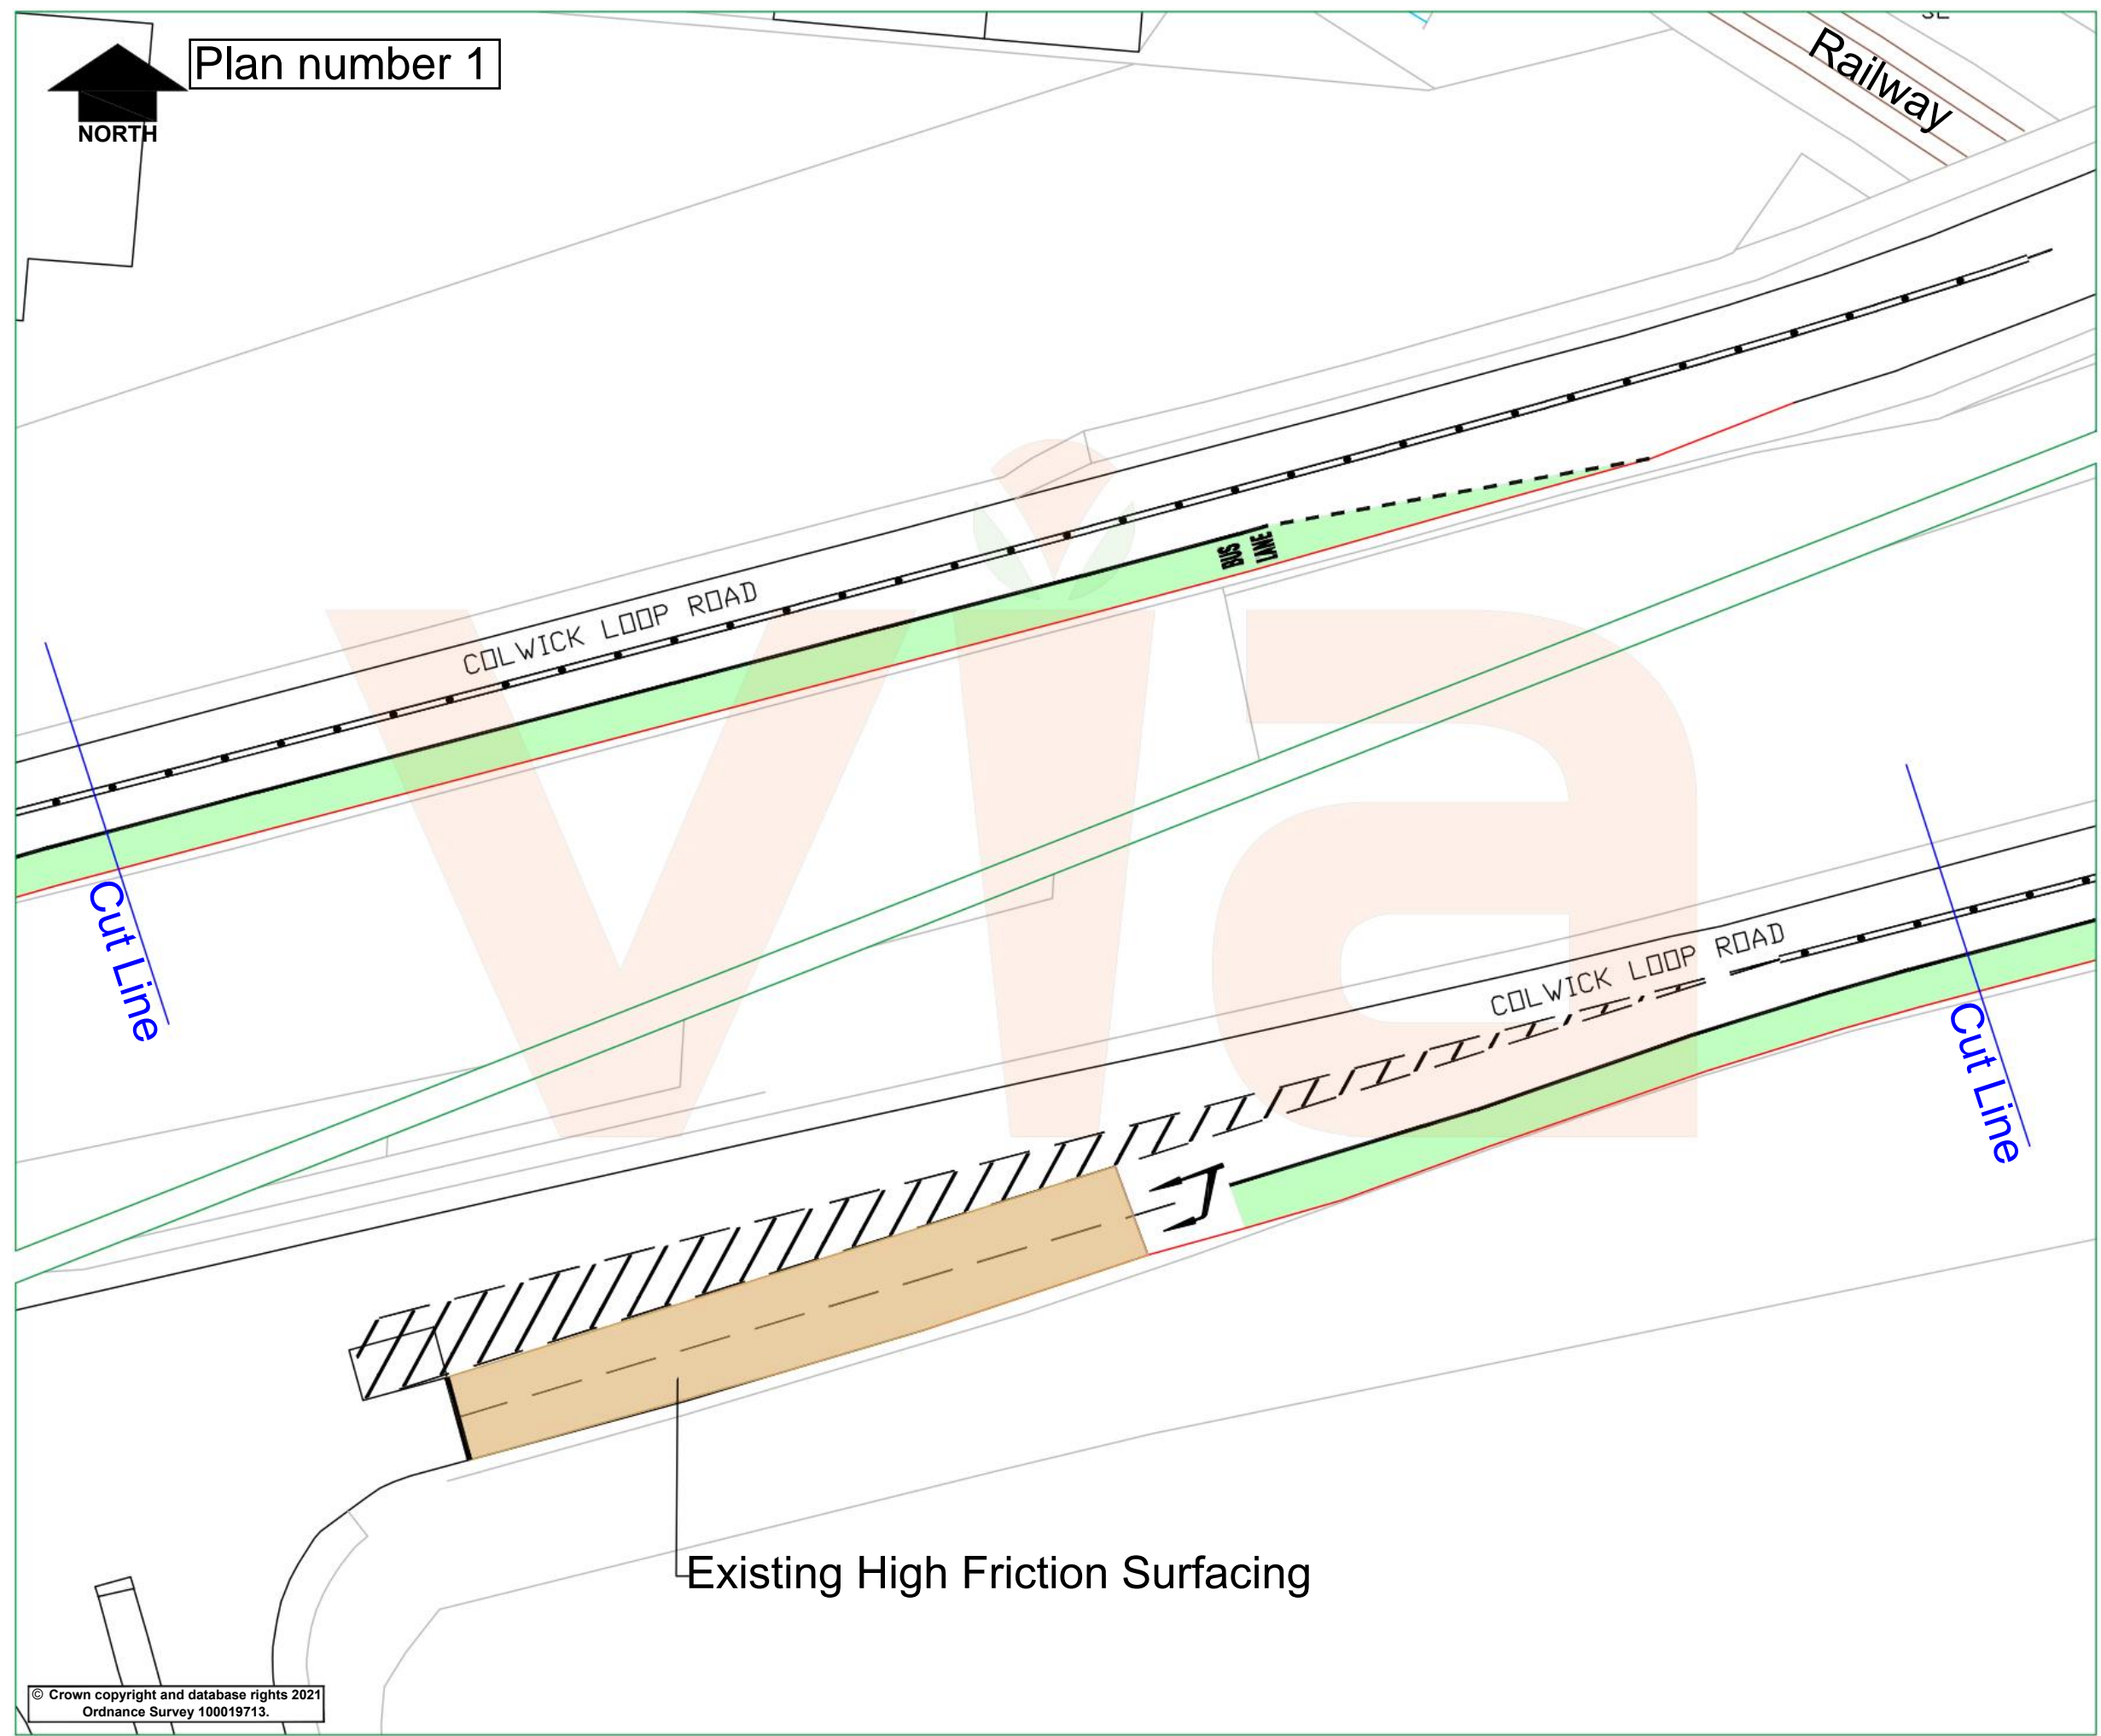 Plan number 1
NORTH
Railway
COLWICK LOOP ROAD
BUS
LANE
Cut Line
via
COLWICK LOOP ROAD
Cut Line
Existing High Friction Surfacing
© Crown copyright and database rights 2021
Ordnance Survey 100019713.